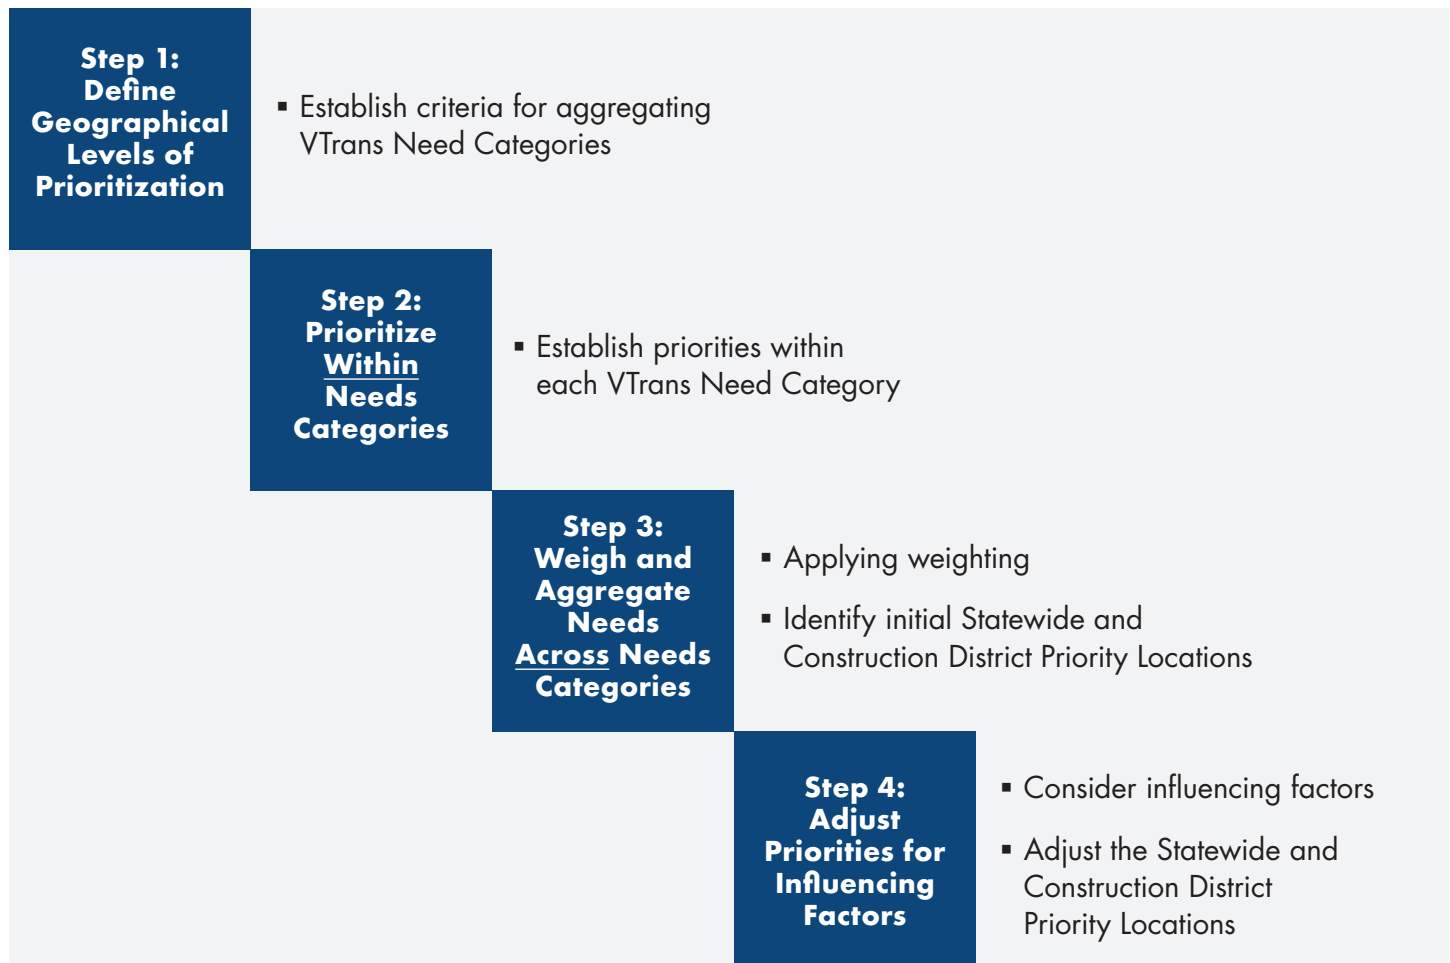 Step 1:
Define
Geographical
Levels of
Prioritization
▪ Establish criteria for aggregating
VTrans Need Categories
Step 2:
Prioritize
Within
Needs
Categories
▪ Establish priorities within
each VTrans Need Category
Step 3:
Weigh and
Aggregate
Needs
Across Needs
Categories
▪ Applying weighting
▪ Identify initial Statewide and
Construction District Priority Locations
Step 4:
Adjust
Priorities for
Influencing
Factors
▪ Consider influencing factors
▪ Adjust the Statewide and
Construction District
Priority Locations